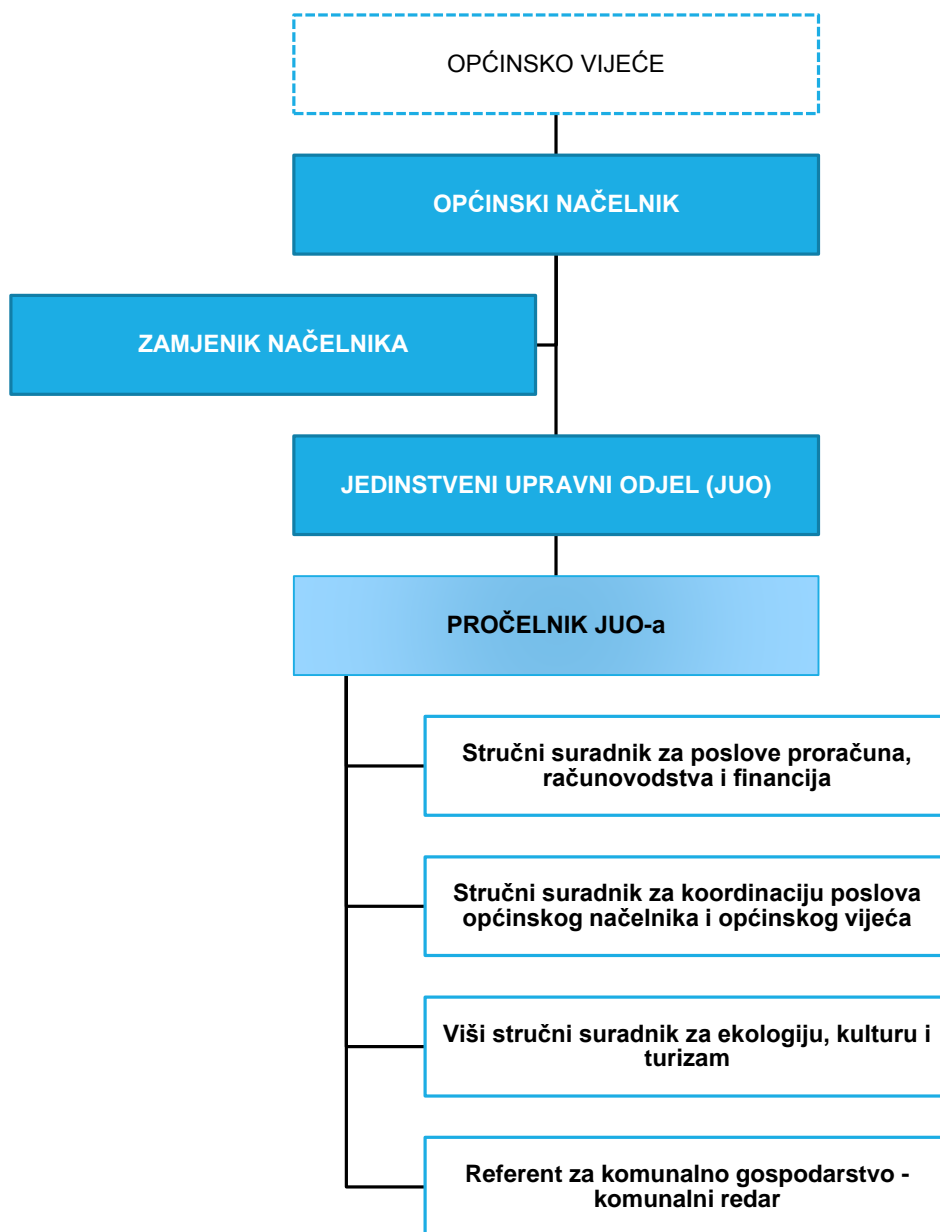 OPĆINSKO VIJEĆE
OPĆINSKI NAČELNIK
ZAMJENIK NAČELNIKA
JEDINSTVENI UPRAVNI ODJEL (JUO)
PROČELNIK JUO-a
Stručni suradnik za poslove proračuna,
računovodstva i financija
Stručni suradnik za koordinaciju poslova
općinskog načelnika i općinskog vijeća
Viši stručni suradnik za ekologiju, kulturu i
turizam
Referent za komunalno gospodarstvo -
komunalni redar